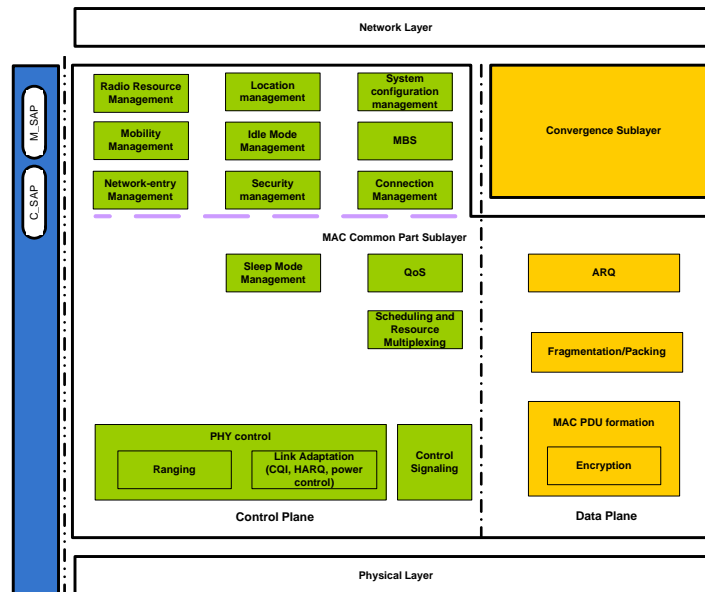 Network Layer
M_SAP
C_SAP
Radio Resource
Management
Location
management
System
configuration
management
Convergence Sublayer
Mobility
Management
Idle Mode
Management
MBS
Network-entry
Management
Security
management
Connection
Management
MAC Common Part Sublayer
Sleep Mode
Management
QoS
ARQ
Scheduling and
Resource
Multiplexing
Fragmentation/Packing
PHY control
Ranging
Link Adaptation
(CQI, HARQ, power
control)
Control
Signaling
MAC PDU formation
Encryption
Control Plane
Data Plane
Physical Layer